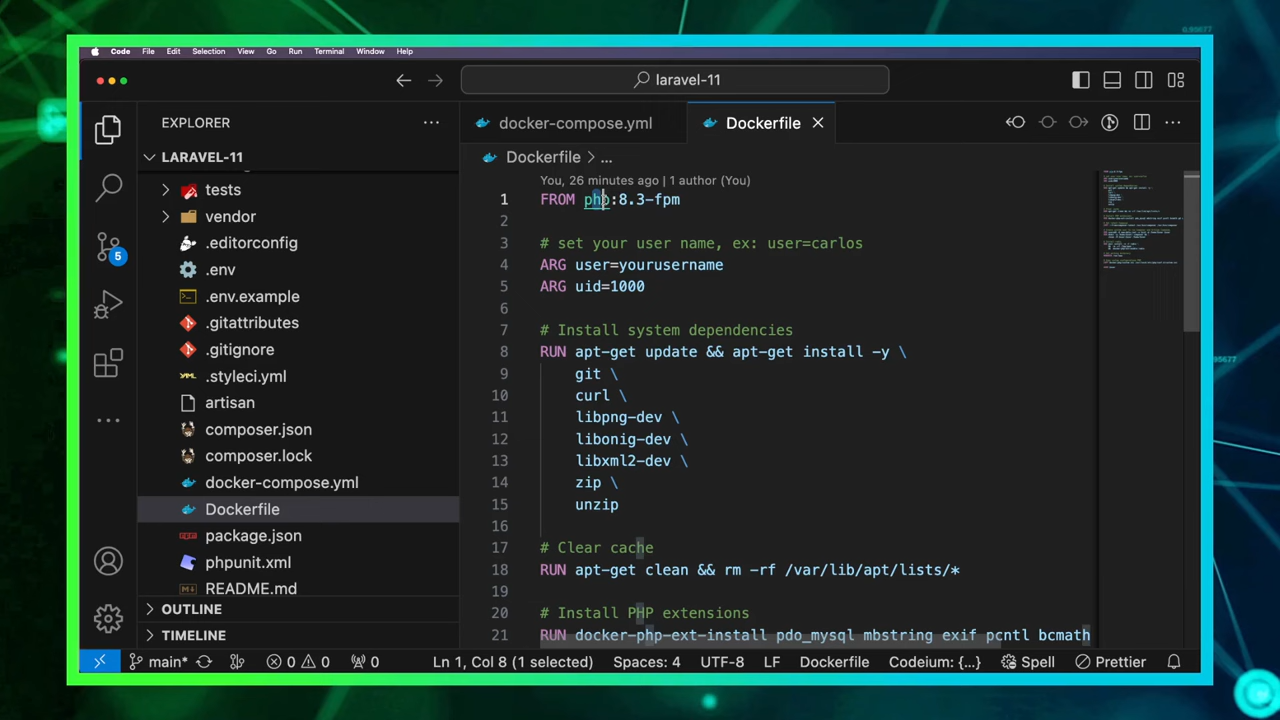 0,99667
Code File Edit Selection View Go Run Terminal Window Help
laravel-11
EXPLORER
LARAVEL-11
tests
vendor
.editorconfig
.env
.env.example
.gitattributes
.gitignore
.styleci.yml
artisan
composer.json
composer.lock
docker-compose.yml
Dockerfile
package.json
phpunit.xml
README.md
OUTLINE
TIMELINE
5
docker-compose.yml
Dockerfile
Dockerfile > ...
You, 26 minutes ago | 1 author (You)
1 FROM php:8.3-fpm
2
3 # set your user name, ex: user=carlos
4 ARG user=yourusername
5 ARG uid=1000
6
7 # Install system dependencies
8 RUN apt-get update && apt-get install -y \
9 git \
10 curl \
11 libpng-dev \
12 libonig-dev \
13 libxml2-dev \
14 zip \
15 unzip
16
17 # Clear cache
18 RUN apt-get clean && rm -rf /var/lib/apt/lists/*
19
20 # Install PHP extensions
21 RUN docker-php-ext-install pdo_mysql mbstring exif pcntl bcmath
main* 0 0 0 Ln 1, Col 8 (1 selected) Spaces: 4 UTF-8 LF Dockerfile Codeium: {...} Spell Prettier